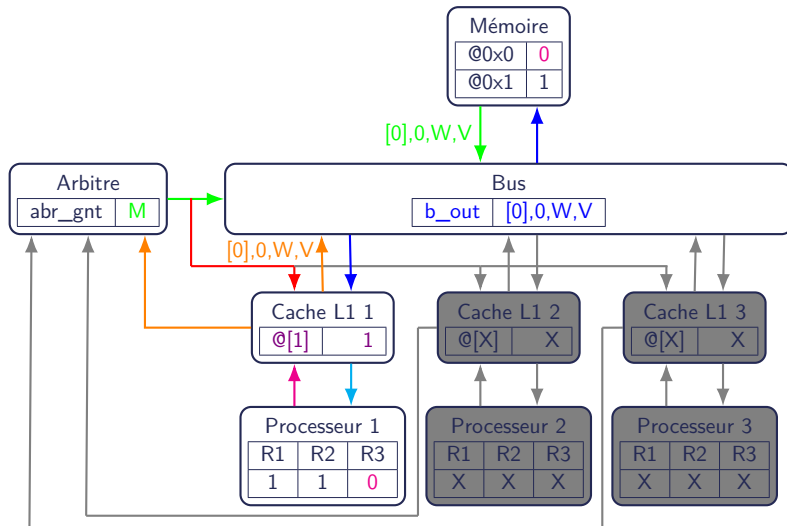 Mémoire
@0x0 0
@0x1 1
[0],0,W,V
Arbitre
abr_gnt M
Bus
b_out [0],0,W,V
[0],0,W,V
Cache L1 1
@[1] 1
Cache L1 2
@[X] X
Cache L1 3
@[X] X
Processeur 1
R1 R2 R3
1 1 0
Processeur 2
R1 R2 R3
X X X
Processeur 3
R1 R2 R3
X X X